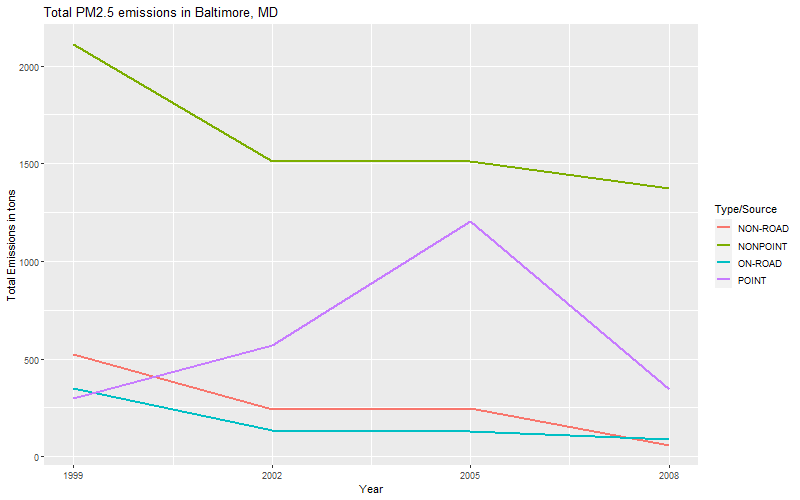 Total PM2.5 emissions in Baltimore, MD
Total Emissions in tons
2000
1500
1000
500
0
1999
2002
2005
2008
Year
Type/Source
NON-ROAD
NONPOINT
ON-ROAD
POINT